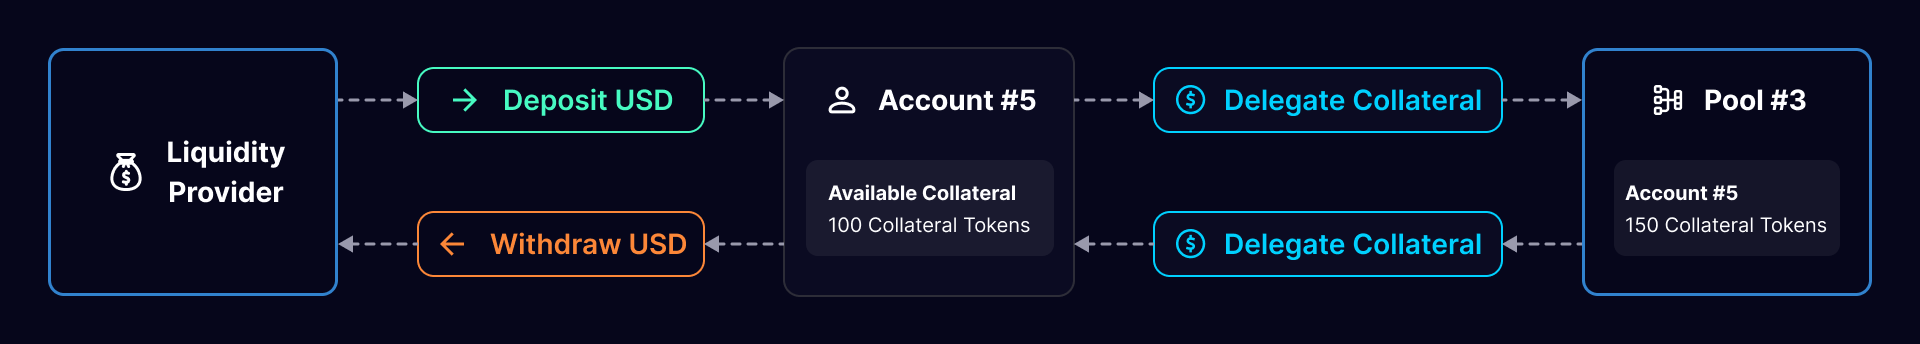 Liquidity
Provider
Deposit USD
Withdraw USD
Account #5
Available Collateral
100 Collateral Tokens
Delegate Collateral
Delegate Collateral
Pool #3
Account #5
150 Collateral Tokens